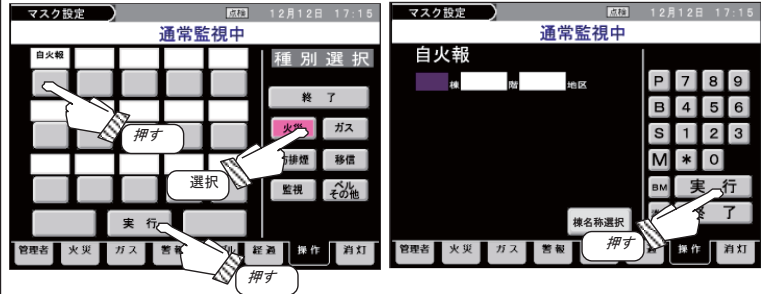 マスク設定
点検
12月12日 17:15
通常監視中
自火報
種別選択
終 了
火災
ガス
防排煙
移信
監視
ベル
その他
押す
選択
実 行
押す
管理者
火災
ガス
経過
操作
消灯
マスク設定
点検
12月12日 17:15
通常監視中
自火報
棟
階
地区
P 7 8 9
B 4 5 6
S 1 2 3
M * 0
BM 実 行
終 了
棟名称選択
押す
管理者
火災
ガス
警報
操作
消灯